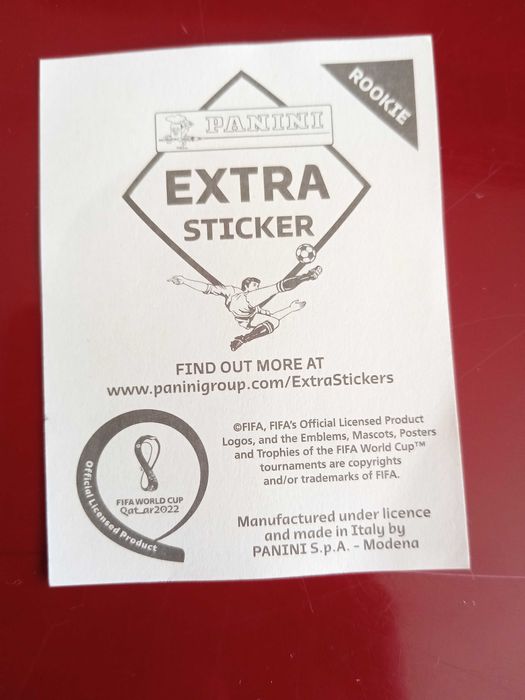 ROOKIE
PANINI
EXTRA
STICKER
FIND OUT MORE AT
www.paninigroup.com/ExtraStickers
©FIFA, FIFA's Official Licensed Product
Logos, and the Emblems, Mascots, Posters
and Trophies of the FIFA World Cup™
tournaments are copyrights
and/or trademarks of FIFA.
FIFA WORLD CUP
Qatar2022
Official Licensed Product
Manufactured under licence
and made in Italy by
PANINI S.p.A. - Modena